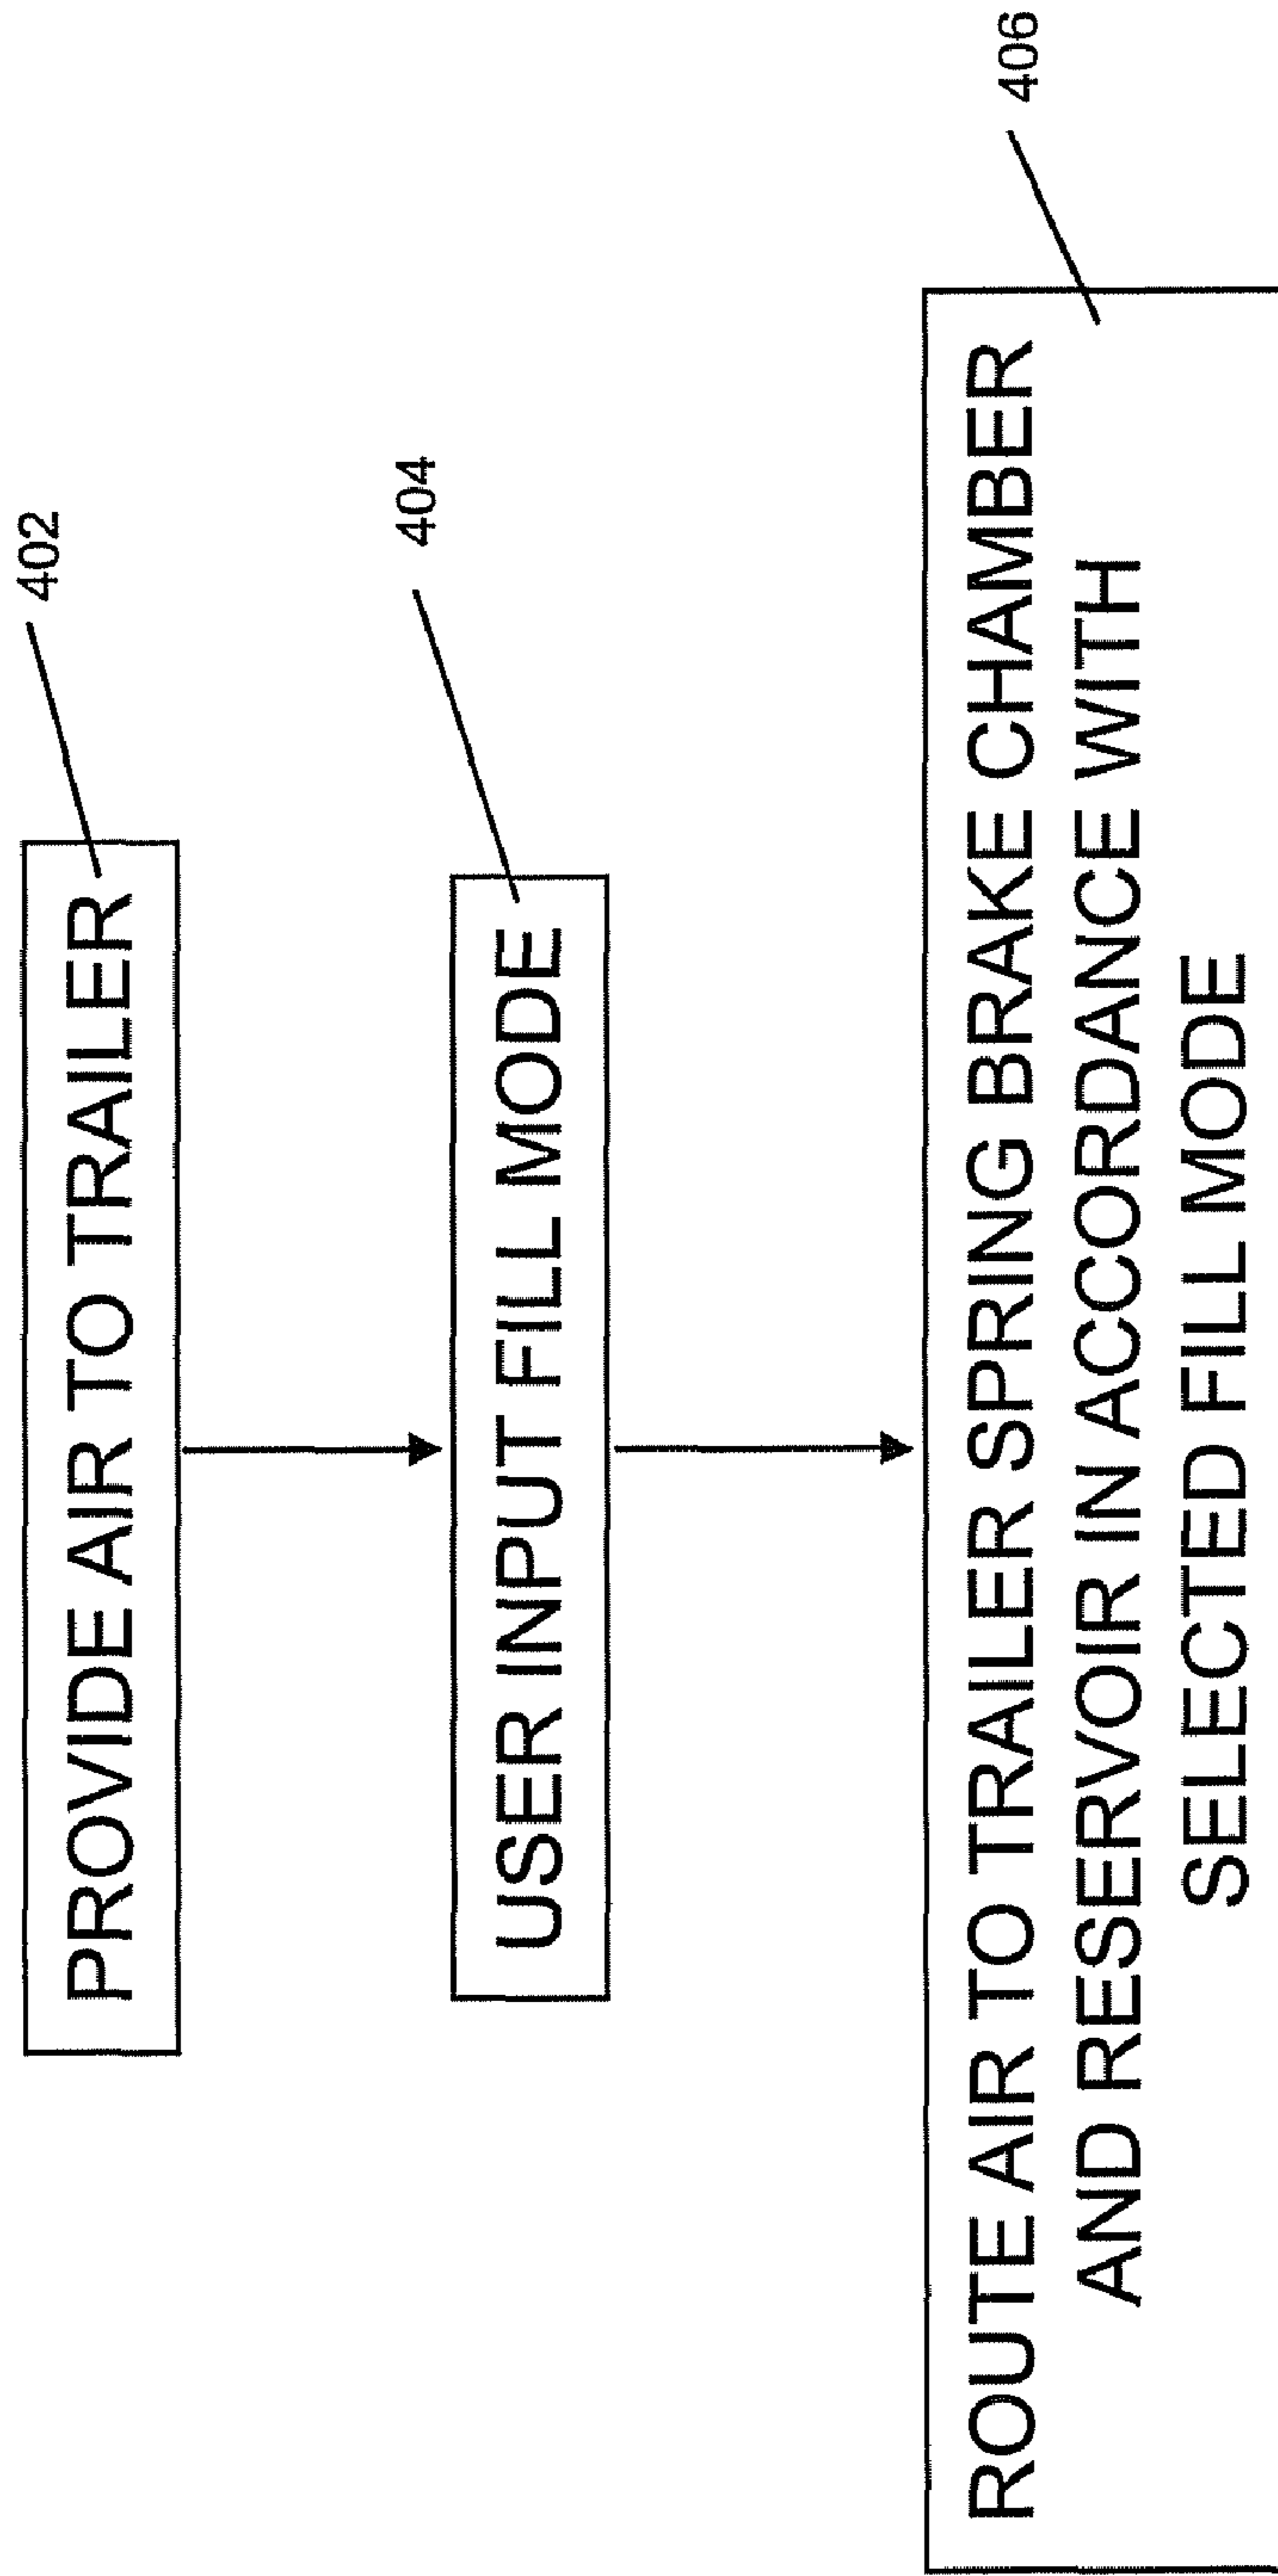 PROVIDE AIR TO TRAILER
402
USER INPUT FILL MODE
404
ROUTE AIR TO TRAILER SPRING BRAKE CHAMBER
AND RESERVOIR IN ACCORDANCE WITH
SELECTED FILL MODE
406